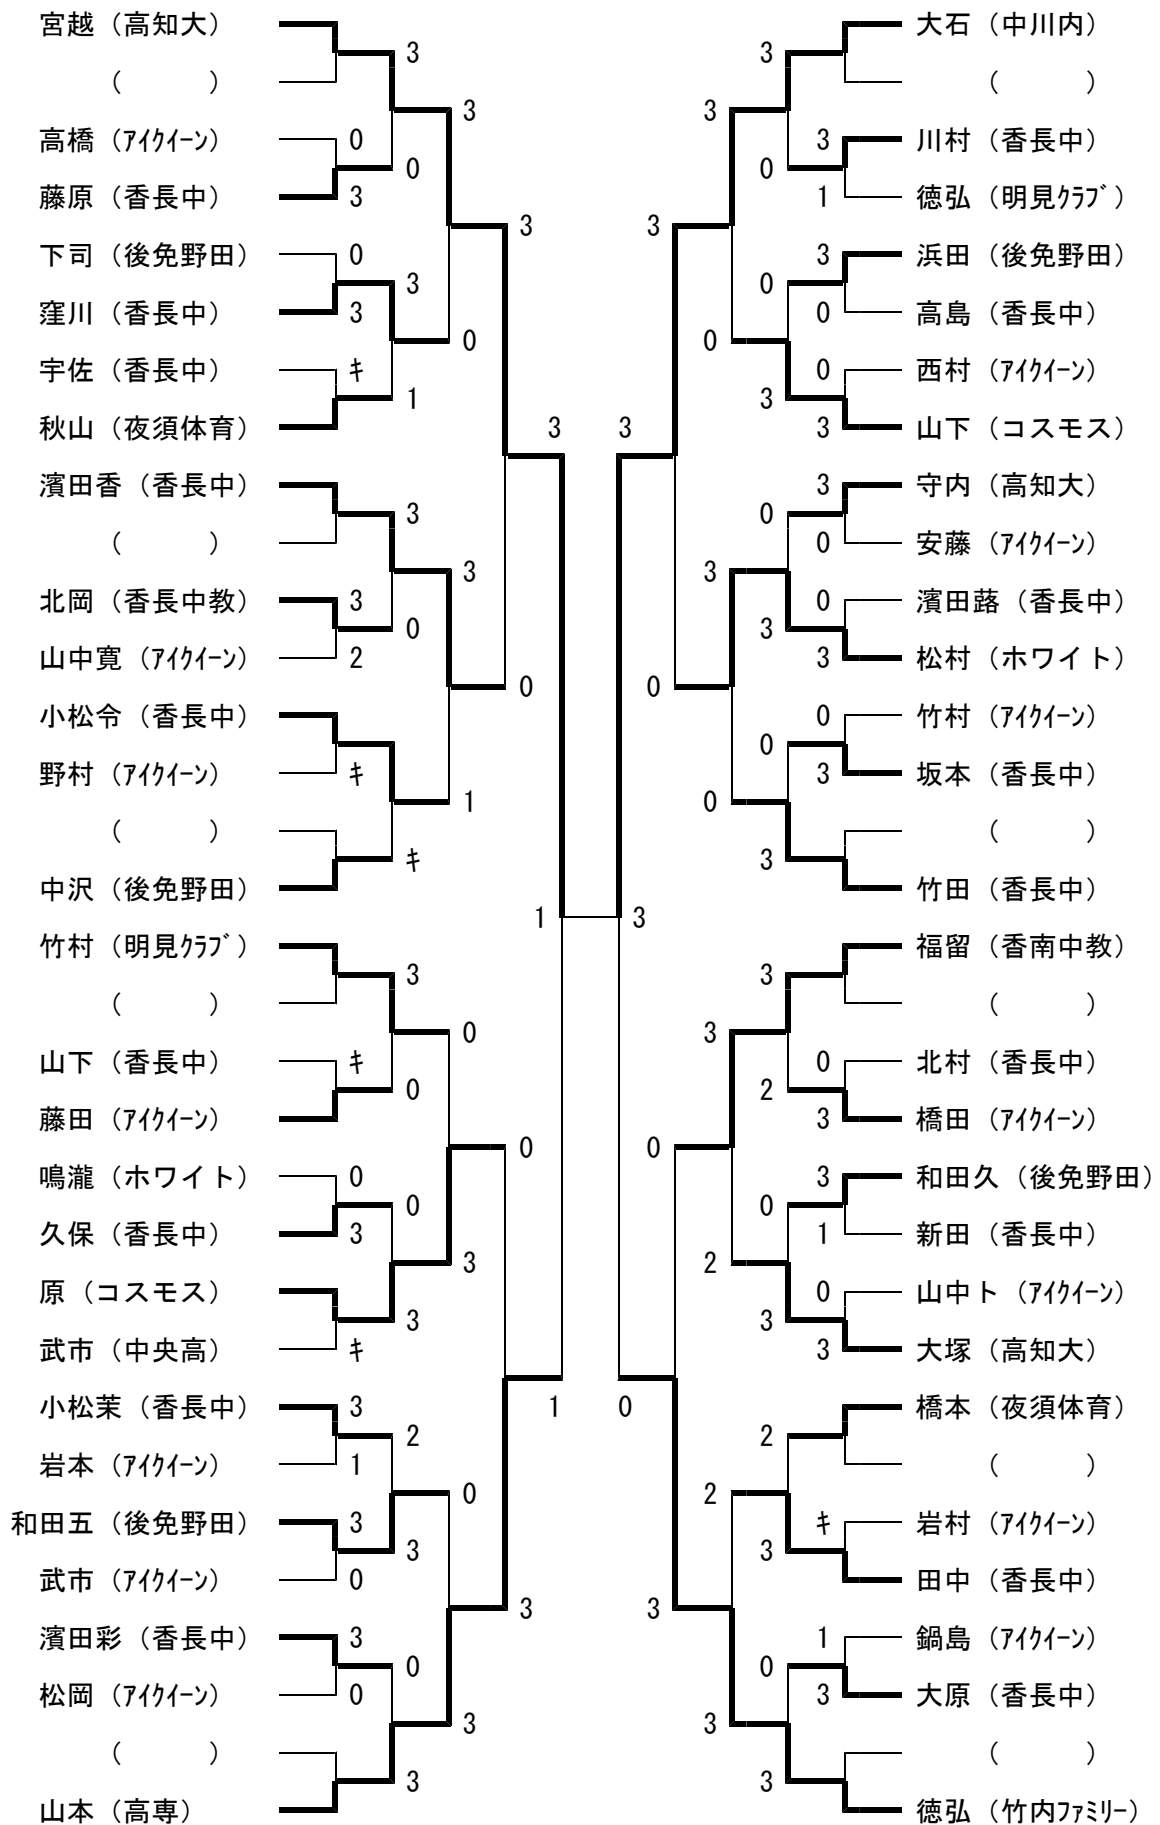 宮越（高知大）
3
（　　　）
3
高橋（ｱｲｸｲｰﾝ）
0
0
藤原（香長中）
3
3
下司（後免野田）
0
3
窪川（香長中）
3
0
宇佐（香長中）
ｷ
1
秋山（夜須体育）
3
濱田香（香長中）
3
（　　　）
3
北岡（香長中教）
3
0
山中寛（ｱｲｸｲｰﾝ）
2
0
小松令（香長中）
野村（ｱｲｸｲｰﾝ）
ｷ
1
（　　　）
ｷ
中沢（後免野田）
1
竹村（明見ｸﾗﾌﾞ）
3
（　　　）
0
山下（香長中）
ｷ
0
藤田（ｱｲｸｲｰﾝ）
0
鳴瀧（ホワイト）
0
0
久保（香長中）
3
3
原（コスモス）
3
武市（中央高）
ｷ
1
小松茉（香長中）
3
2
岩本（ｱｲｸｲｰﾝ）
1
0
和田五（後免野田）
3
3
武市（ｱｲｸｲｰﾝ）
0
3
濱田彩（香長中）
3
0
松岡（ｱｲｸｲｰﾝ）
0
3
（　　　）
3
山本（高専）
大石（中川内）
3
（　　　）
3
3
川村（香長中）
0
1
徳弘（明見ｸﾗﾌﾞ）
3
3
浜田（後免野田）
0
0
高島（香長中）
0
0
西村（ｱｲｸｲｰﾝ）
3
3
山下（コスモス）
3
3
守内（高知大）
0
0
安藤（ｱｲｸｲｰﾝ）
3
0
濱田蕗（香長中）
3
3
松村（ホワイト）
0
0
竹村（ｱｲｸｲｰﾝ）
0
3
坂本（香長中）
0
（　　　）
3
竹田（香長中）
3
福留（香南中教）
3
（　　　）
3
0
北村（香長中）
2
3
橋田（ｱｲｸｲｰﾝ）
0
3
和田久（後免野田）
0
1
新田（香長中）
2
0
山中ト（ｱｲｸｲｰﾝ）
3
3
大塚（高知大）
0
橋本（夜須体育）
2
（　　　）
2
ｷ
岩村（ｱｲｸｲｰﾝ）
3
田中（香長中）
3
1
鍋島（ｱｲｸｲｰﾝ）
0
3
大原（香長中）
3
（　　　）
3
徳弘（竹内ﾌｧﾐﾘｰ）